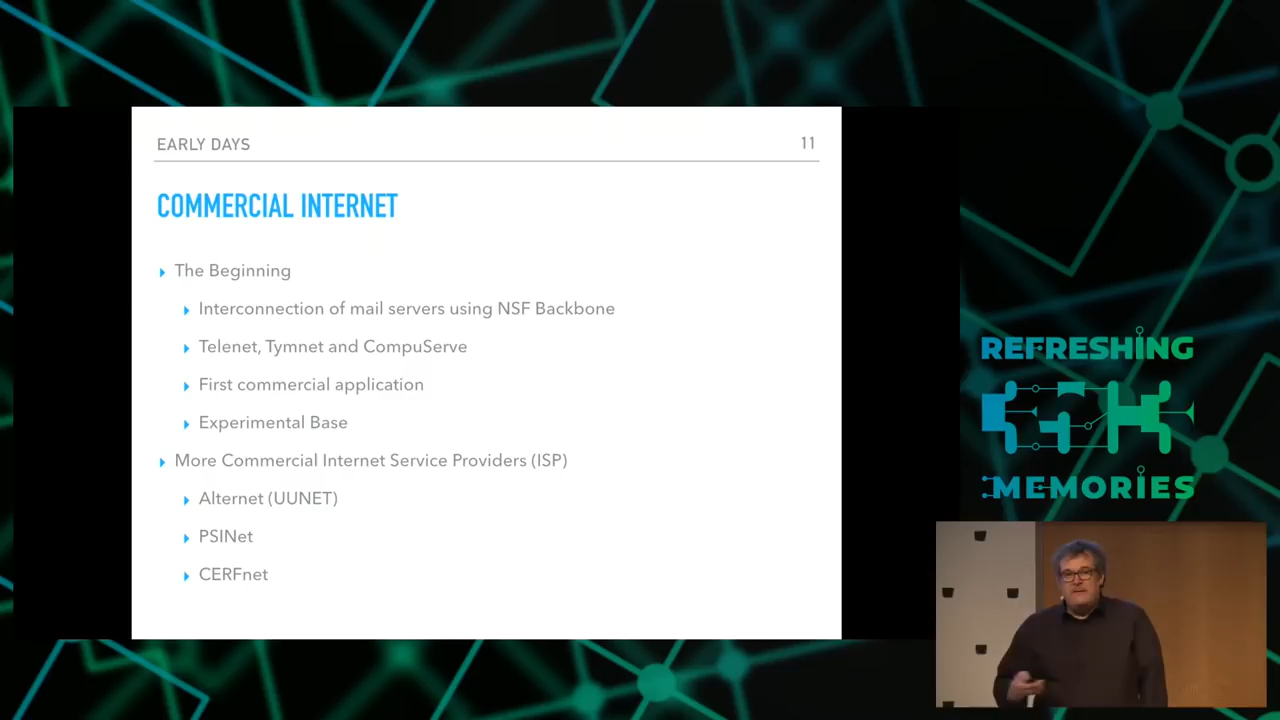 EARLY DAYS
11
COMMERCIAL INTERNET
The Beginning
Interconnection of mail servers using NSF Backbone
Telenet, Tymnet and CompuServe
First commercial application
Experimental Base
More Commercial Internet Service Providers (ISP)
Alternet (UUNET)
PSINet
CERFnet
REFRESHING
MEMORIES